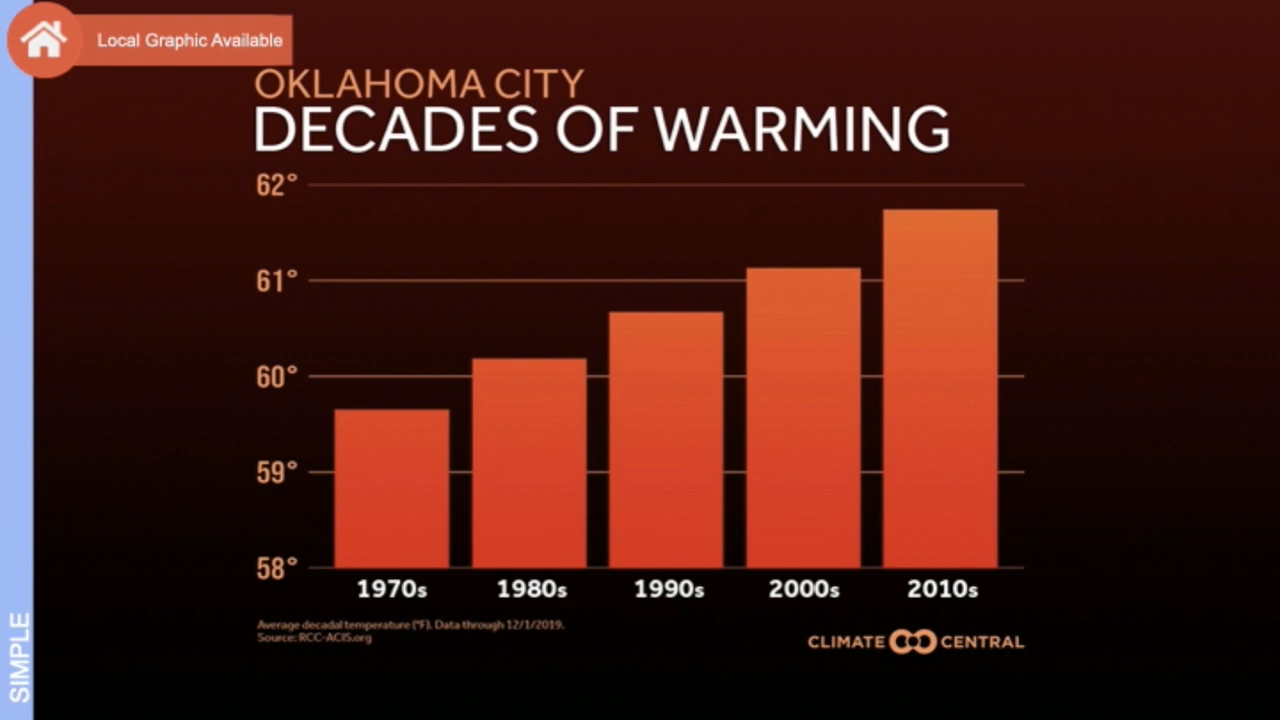 Local Graphic Available
OKLAHOMA CITY
DECADES OF WARMING
62°
61°
60°
59°
58°
1970s 1980s 1990s 2000s 2010s
Average decadal temperature (°F). Data through 12/1/2019.
Source: RCC-ACIS.org
CLIMATE CENTRAL
SIMPLE